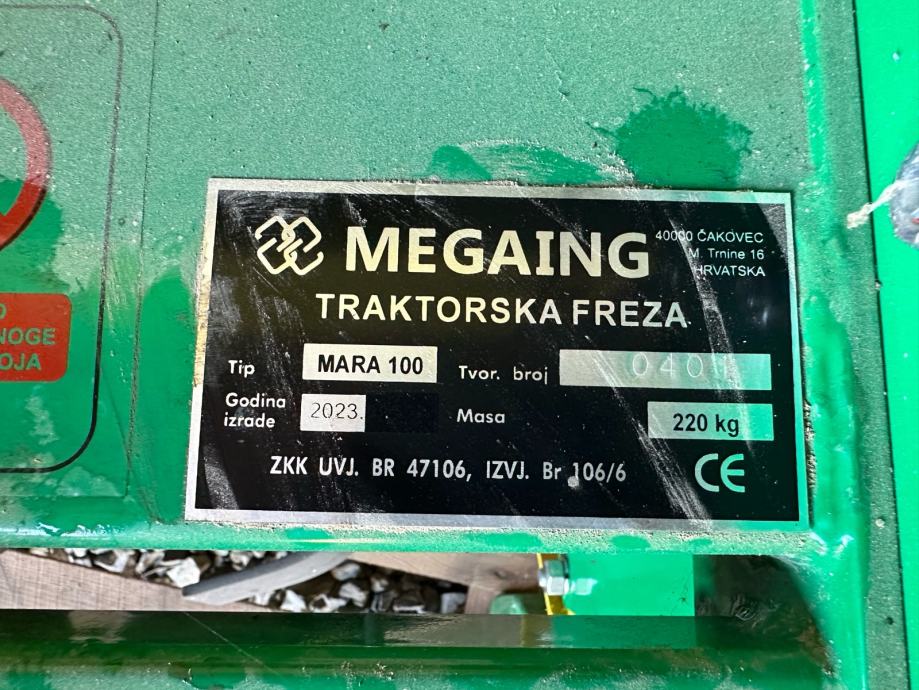 MEGAING
40000 ČAKOVEC
M. Trnine 16
HRVATSKA
TRAKTORSKA FREZA
Tip MARA 100 Tvor. broj
Godina izrade 2023. Masa 220 kg
ZKK UVJ. BR 47106, IZVJ. Br 106/6
CE
NOGE